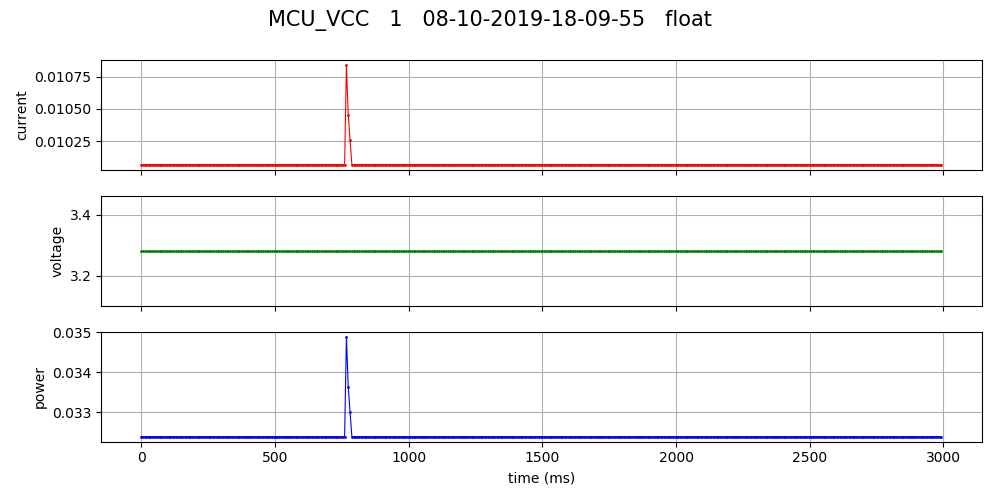 MCU_VCC 1 08-10-2019-18-09-55 float
0.01075
0.01050
0.01025
current
3.4
3.2
voltage
0.035
0.034
0.033
power
0 500 1000 1500 2000 2500 3000
time (ms)